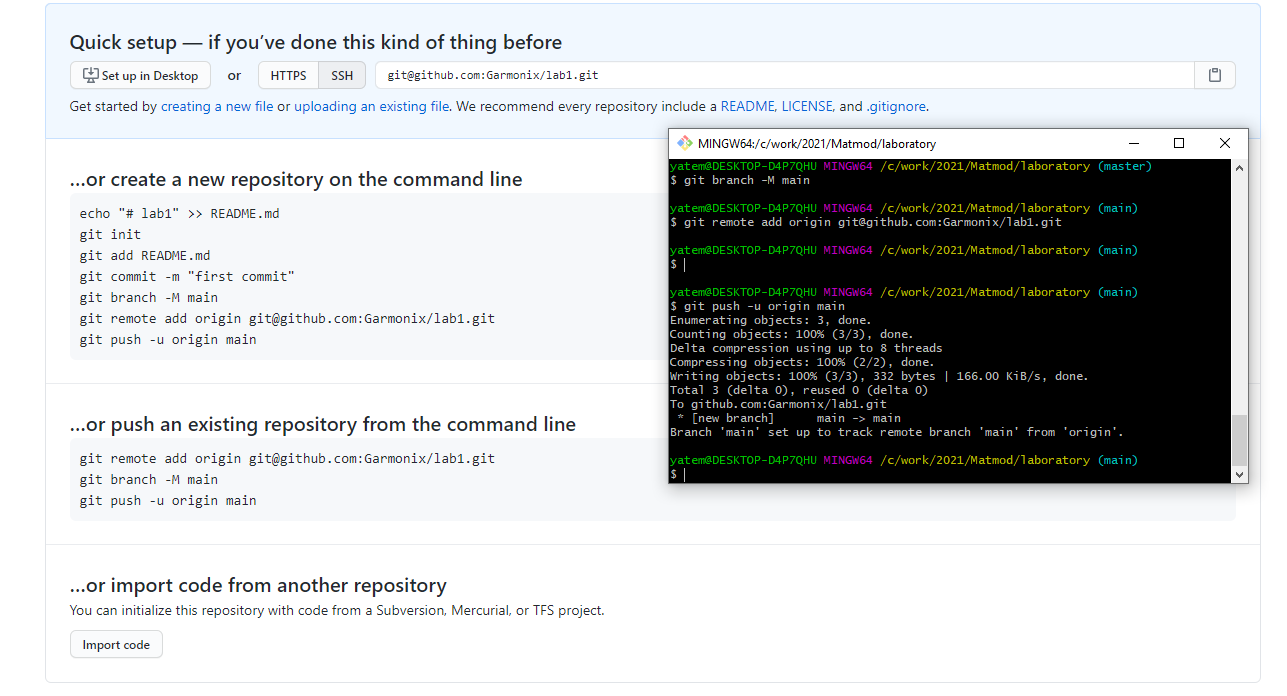 Quick setup — if you’ve done this kind of thing before
Set up in Desktop or HTTPS SSH git@github.com:Garmonix/lab1.git
Get started by creating a new file or uploading an existing file. We recommend every repository include a README, LICENSE, and .gitignore.
…or create a new repository on the command line
echo "# lab1" >> README.md
git init
git add README.md
git commit -m "first commit"
git branch -M main
git remote add origin git@github.com:Garmonix/lab1.git
git push -u origin main
…or push an existing repository from the command line
git remote add origin git@github.com:Garmonix/lab1.git
git branch -M main
git push -u origin main
…or import code from another repository
You can initialize this repository with code from a Subversion, Mercurial, or TFS project.
Import code
MINGW64:/c/work/2021/Matmod/laboratory
yatem@DESKTOP-D4P7QHU MINGW64 /c/work/2021/Matmod/laboratory (master)
$ git branch -M main
yatem@DESKTOP-D4P7QHU MINGW64 /c/work/2021/Matmod/laboratory (main)
$ git remote add origin git@github.com:Garmonix/lab1.git
yatem@DESKTOP-D4P7QHU MINGW64 /c/work/2021/Matmod/laboratory (main)
$
yatem@DESKTOP-D4P7QHU MINGW64 /c/work/2021/Matmod/laboratory (main)
$ git push -u origin main
Enumerating objects: 3, done.
Counting objects: 100% (3/3), done.
Delta compression using up to 8 threads
Compressing objects: 100% (2/2), done.
Writing objects: 100% (3/3), 332 bytes | 166.00 KiB/s, done.
Total 3 (delta 0), reused 0 (delta 0)
To github.com:Garmonix/lab1.git
* [new branch] main -> main
Branch 'main' set up to track remote branch 'main' from 'origin'.
yatem@DESKTOP-D4P7QHU MINGW64 /c/work/2021/Matmod/laboratory (main)
$